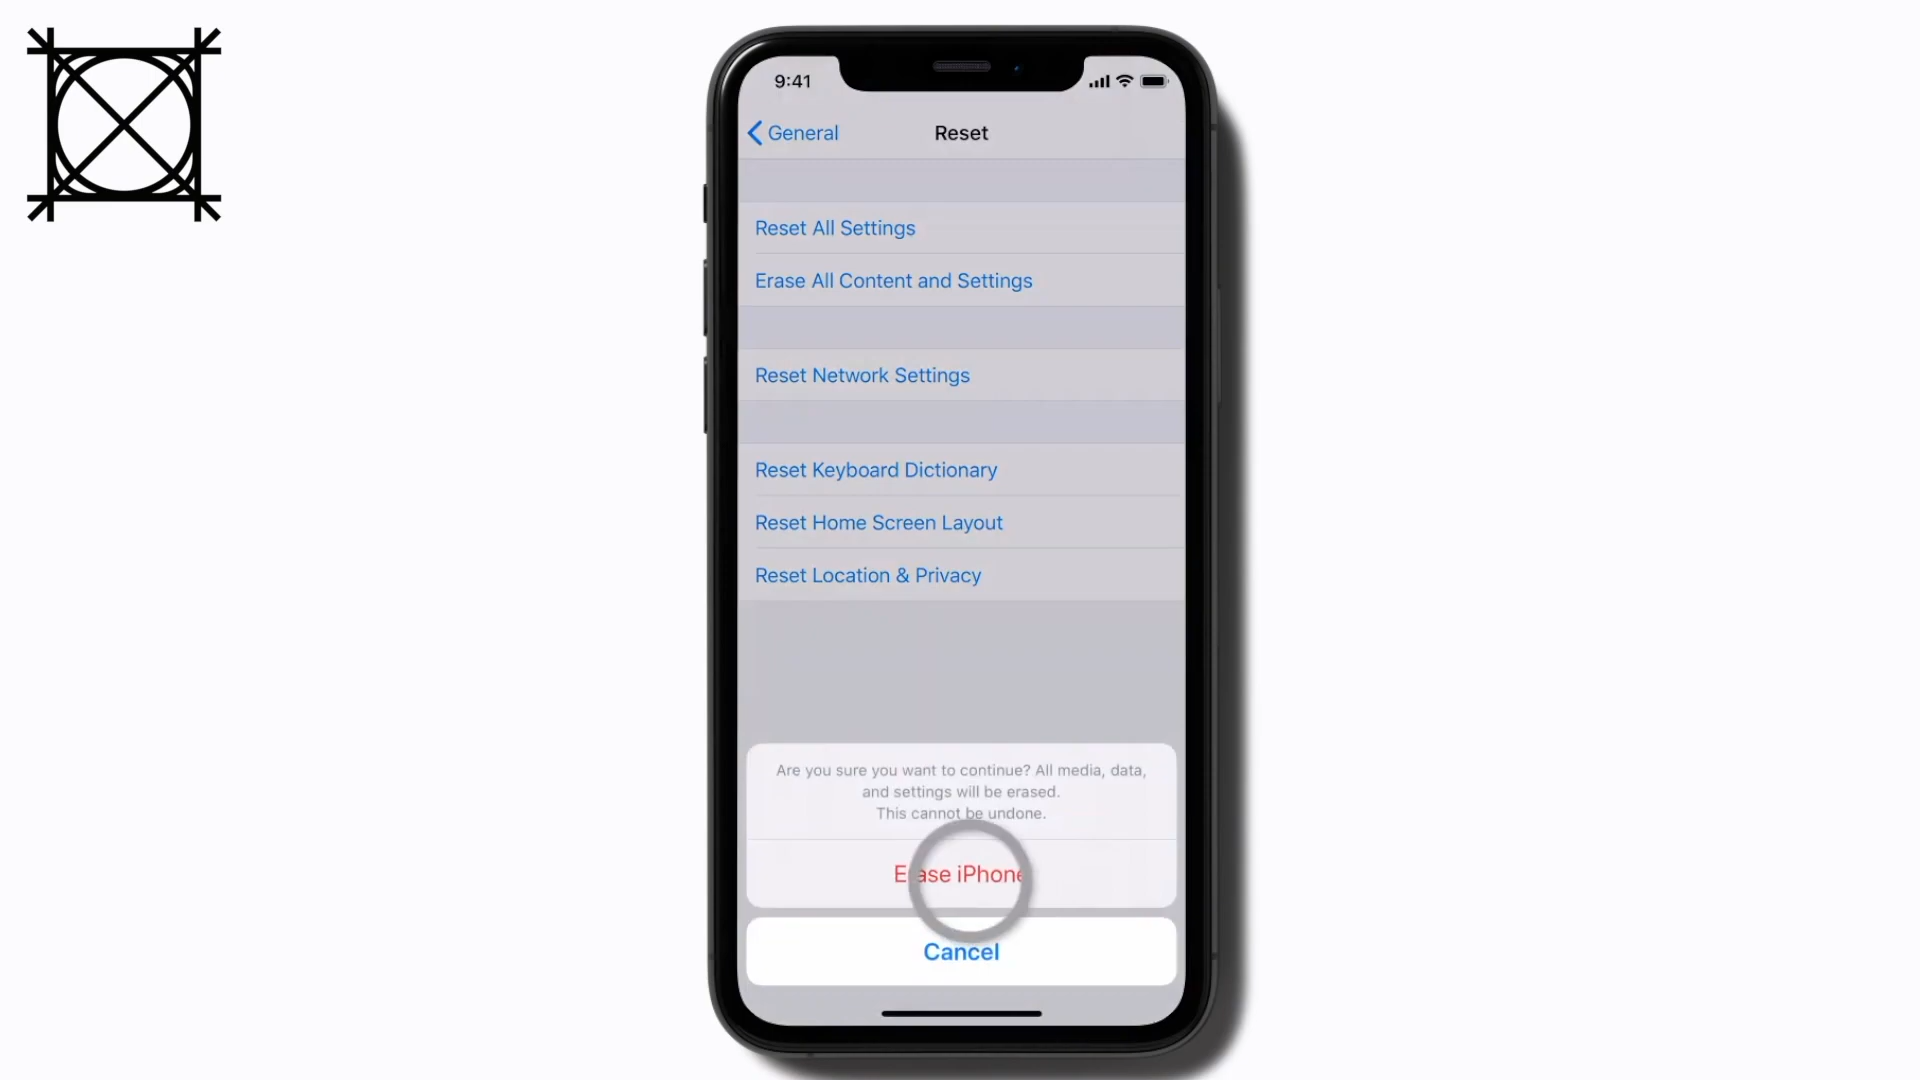 9:41
General
Reset
Reset All Settings
Erase All Content and Settings
Reset Network Settings
Reset Keyboard Dictionary
Reset Home Screen Layout
Reset Location & Privacy
Are you sure you want to continue? All media, data,
and settings will be erased.
This cannot be undone.
Erase iPhone
Cancel